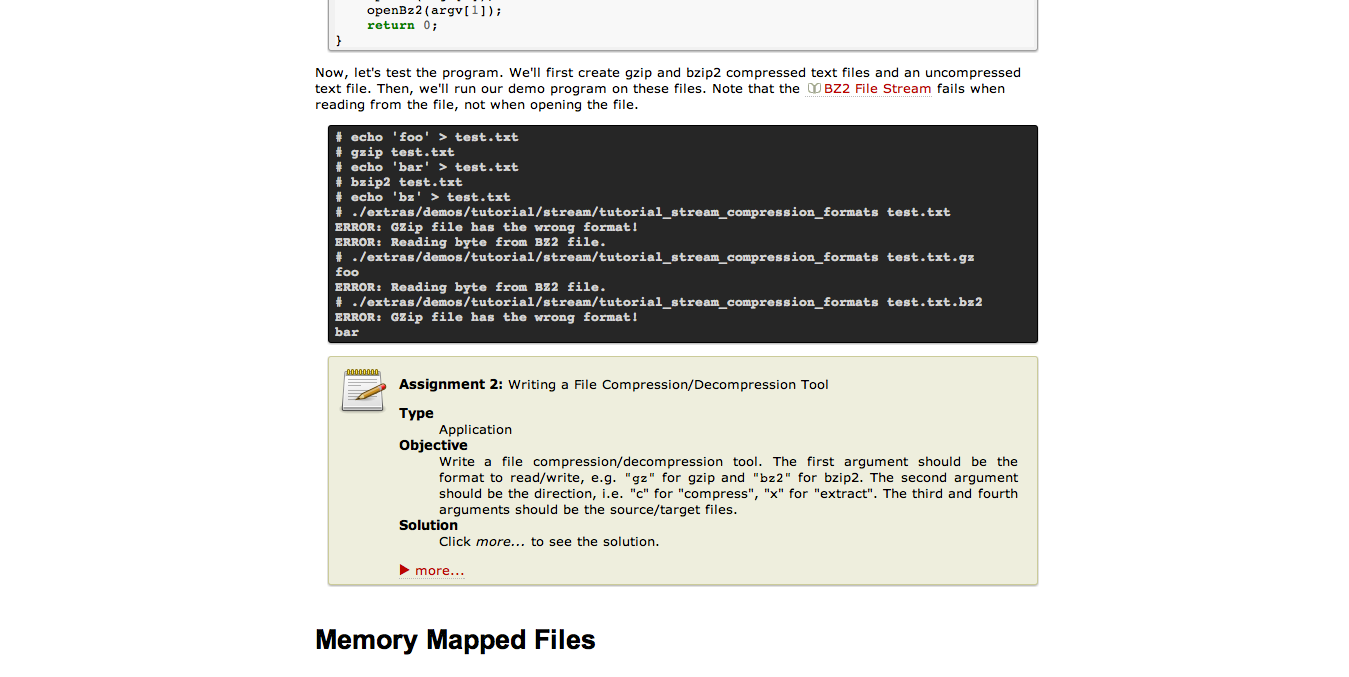 openBz2(argv[1]);
return 0;
}
Now, let's test the program. We'll first create gzip and bzip2 compressed text files and an uncompressed
text file. Then, we'll run our demo program on these files. Note that the BZ2 File Stream fails when
reading from the file, not when opening the file.
# echo 'foo' > test.txt
# gzip test.txt
# echo 'bar' > test.txt
# bzip2 test.txt
# echo 'bz' > test.txt
# ./extras/demos/tutorial/stream/tutorial_stream_compression_formats test.txt
ERROR: GZip file has the wrong format!
ERROR: Reading byte from BZ2 file.
# ./extras/demos/tutorial/stream/tutorial_stream_compression_formats test.txt.gz
foo
ERROR: Reading byte from BZ2 file.
# ./extras/demos/tutorial/stream/tutorial_stream_compression_formats test.txt.bz2
ERROR: GZip file has the wrong format!
bar
Assignment 2: Writing a File Compression/Decompression Tool
Type
Application
Objective
Write a file compression/decompression tool. The first argument should be the
format to read/write, e.g. "gz" for gzip and "bz2" for bzip2. The second argument
should be the direction, i.e. "c" for "compress", "x" for "extract". The third and fourth
arguments should be the source/target files.
Solution
Click more... to see the solution.
▶ more...
Memory Mapped Files